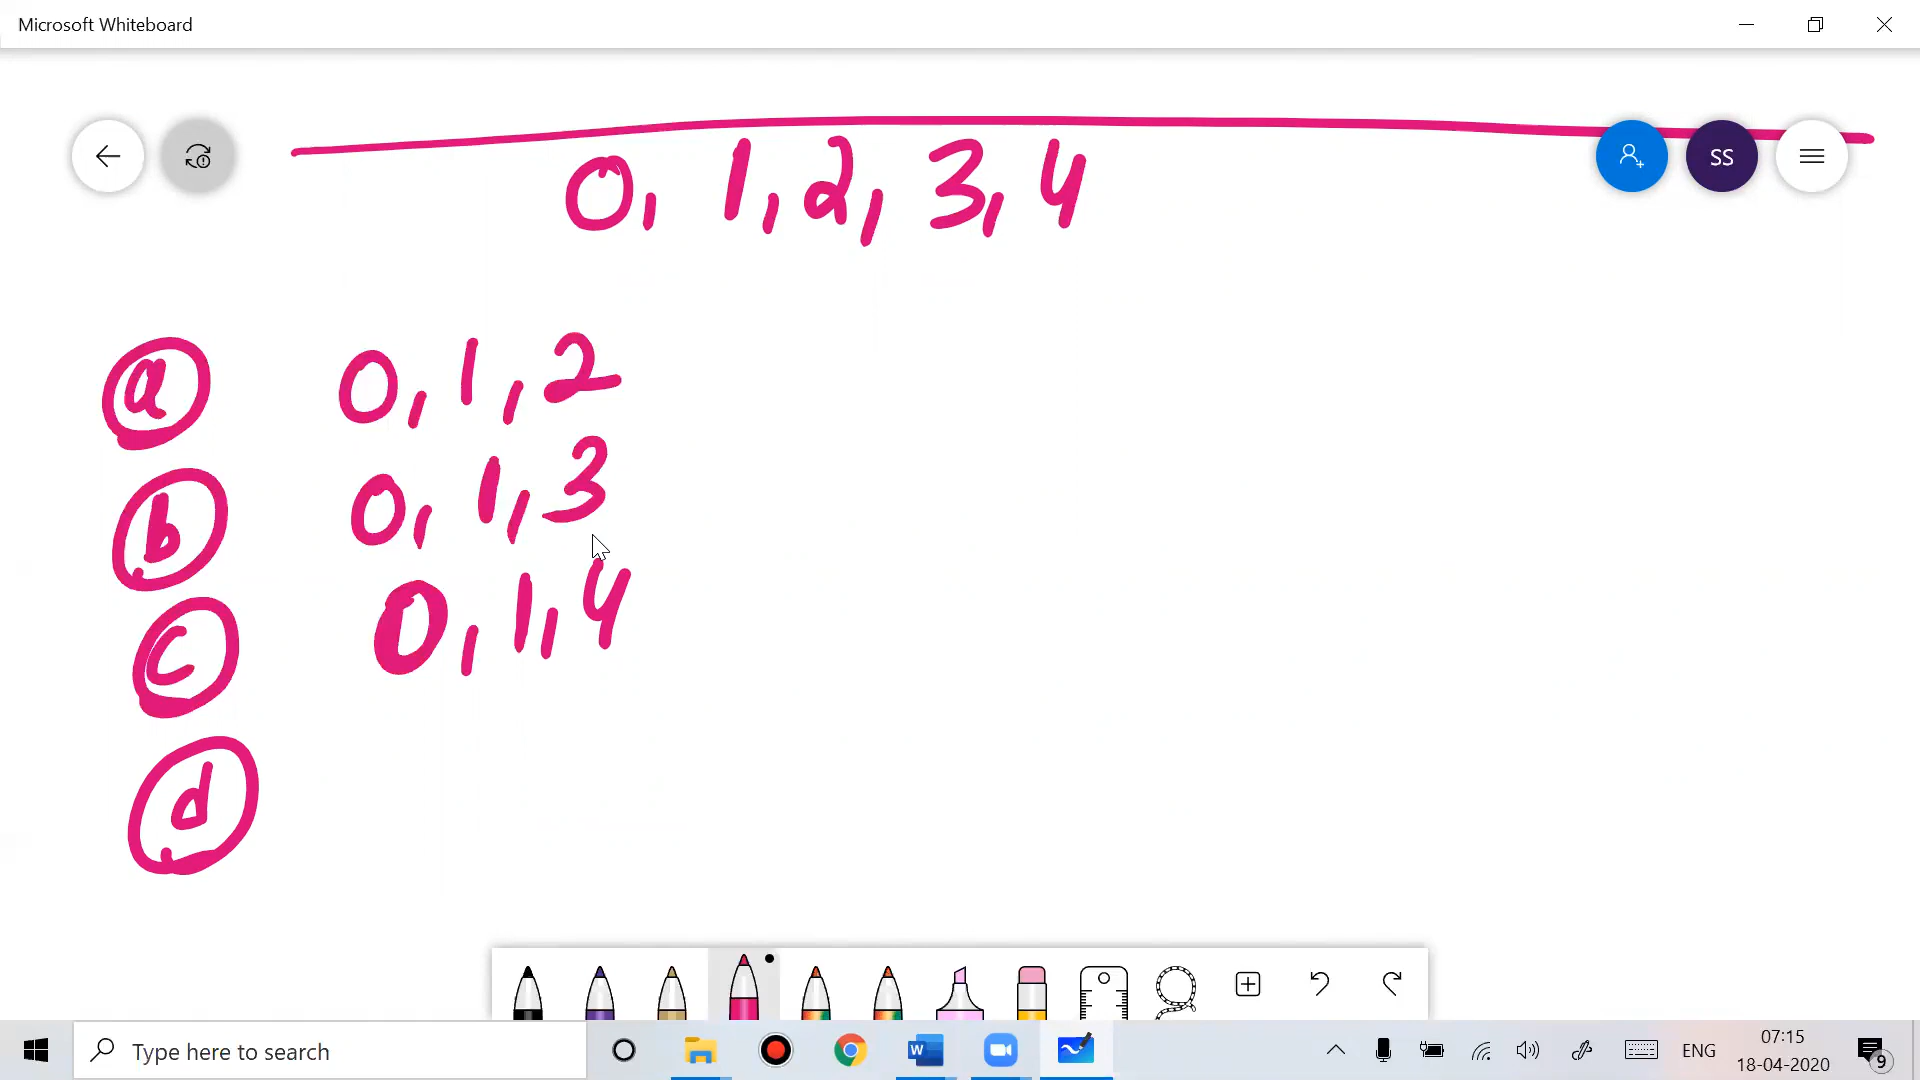 Microsoft Whiteboard
SS
0, 1, 2, 3, 4
a 0, 1, 2
b 0, 1, 3
c 0, 1, 4
d
Type here to search
W
ENG
07:15
18-04-2020
9